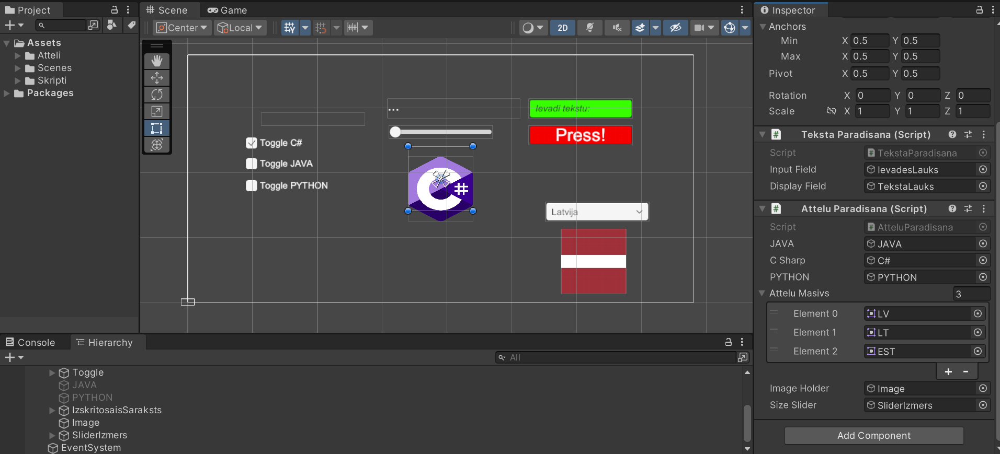 Project
Assets
Atteli
Scenes
Skripti
Packages
Scene
Game
Center
Local
2D
...
Ievadi tekstu:
Press!
Toggle C#
Toggle JAVA
Toggle PYTHON
#
Latvija
Console
Hierarchy
All
Toggle
JAVA
PYTHON
IzskritosaisSaraksts
Image
SliderIzmers
EventSystem
Inspector
Anchors
Min X 0.5 Y 0.5
Max X 0.5 Y 0.5
Pivot X 0.5 Y 0.5
Rotation X 0 Y 0 Z 0
Scale X 1 Y 1 Z 1
# Teksta Paradisana (Script)
Script # TekstaParadisana
Input Field IevadesLauks
Display Field TekstaLauks
# Attelu Paradisana (Script)
Script # AtteluParadisana
JAVA JAVA
C Sharp C#
PYTHON PYTHON
Attelu Masivs 3
Element 0 LV
Element 1 LT
Element 2 EST
+ -
Image Holder Image
Size Slider SliderIzmers
Add Component